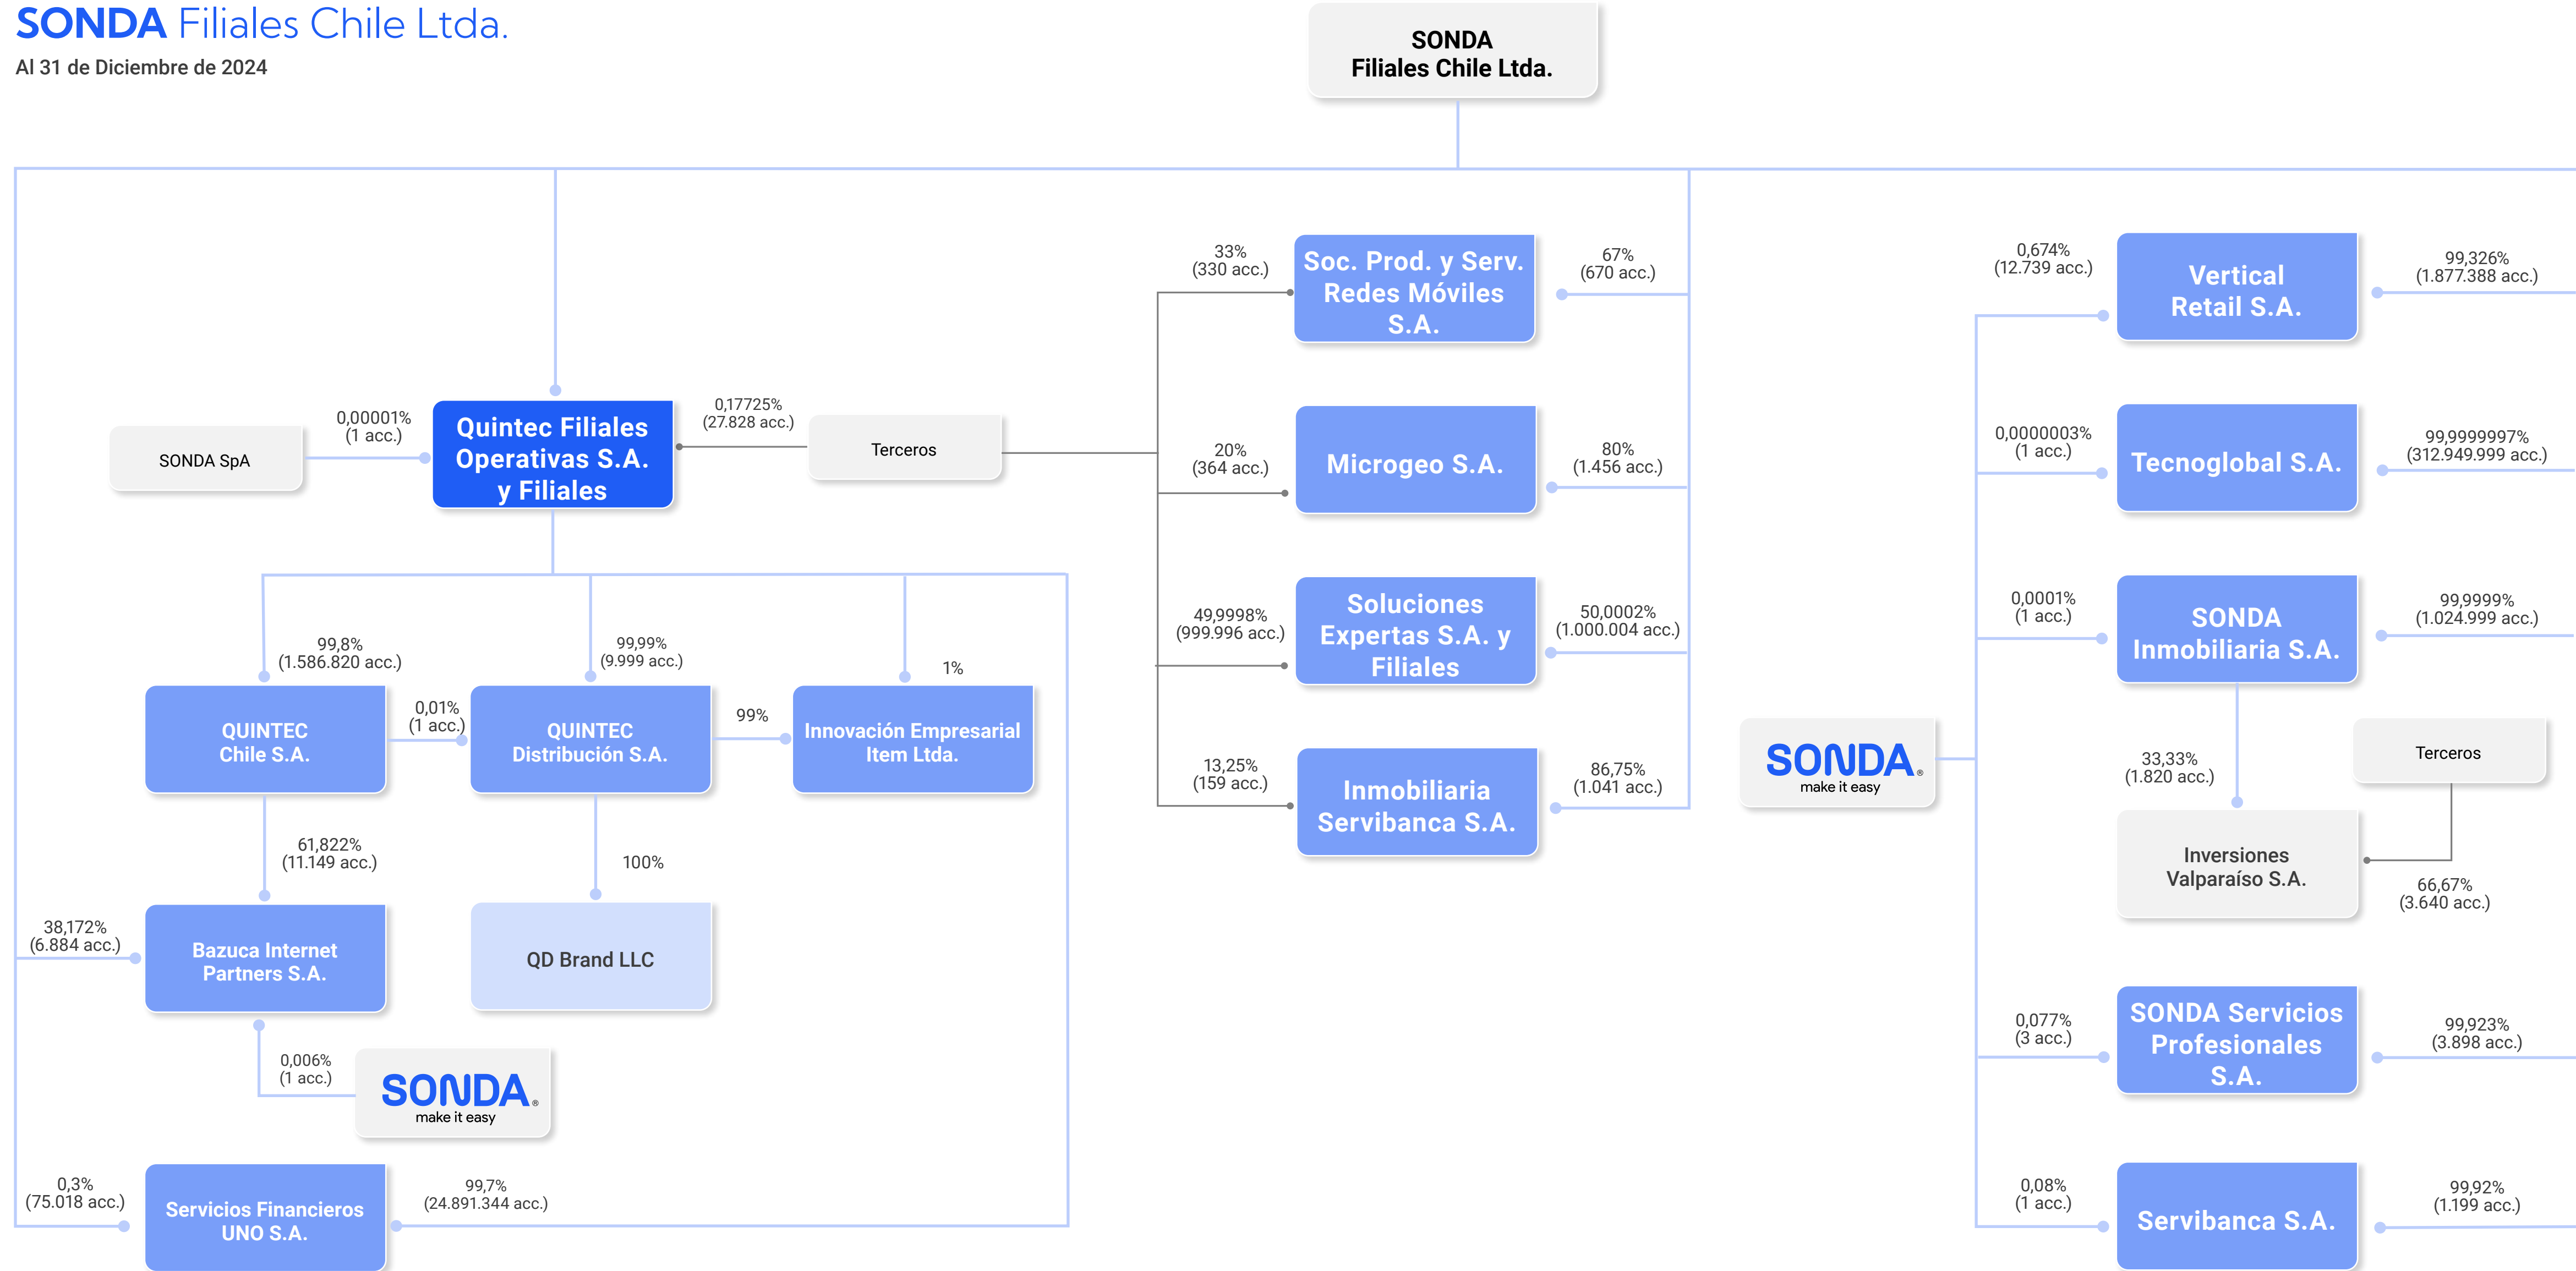 SONDA Filiales Chile Ltda.
Al 31 de Diciembre de 2024
SONDA
Filiales Chile Ltda.
SONDA SpA
0,00001%
(1 acc.)
Quintec Filiales
Operativas S.A.
y Filiales
0,17725%
(27.828 acc.)
Terceros
99,8%
(1.586.820 acc.)
99,99%
(9.999 acc.)
1%
QUINTEC
Chile S.A.
0,01%
(1 acc.)
QUINTEC
Distribución S.A.
99%
Innovación Empresarial
Item Ltda.
61,822%
(11.149 acc.)
100%
38,172%
(6.884 acc.)
Bazuca Internet
Partners S.A.
QD Brand LLC
0,006%
(1 acc.)
SONDA®
make it easy
0,3%
(75.018 acc.)
Servicios Financieros
UNO S.A.
99,7%
(24.891.344 acc.)
33%
(330 acc.)
Soc. Prod. y Serv.
Redes Móviles
S.A.
67%
(670 acc.)
20%
(364 acc.)
Microgeo S.A.
80%
(1.456 acc.)
49,9998%
(999.996 acc.)
Soluciones
Expertas S.A. y
Filiales
50,0002%
(1.000.004 acc.)
13,25%
(159 acc.)
Inmobiliaria
Servibanca S.A.
86,75%
(1.041 acc.)
SONDA®
make it easy
0,674%
(12.739 acc.)
Vertical
Retail S.A.
99,326%
(1.877.388 acc.)
0,0000003%
(1 acc.)
Tecnoglobal S.A.
99,9999997%
(312.949.999 acc.)
0,0001%
(1 acc.)
SONDA
Inmobiliaria S.A.
99,9999%
(1.024.999 acc.)
33,33%
(1.820 acc.)
Terceros
Inversiones
Valparaíso S.A.
66,67%
(3.640 acc.)
0,077%
(3 acc.)
SONDA Servicios
Profesionales
S.A.
99,923%
(3.898 acc.)
0,08%
(1 acc.)
Servibanca S.A.
99,92%
(1.199 acc.)